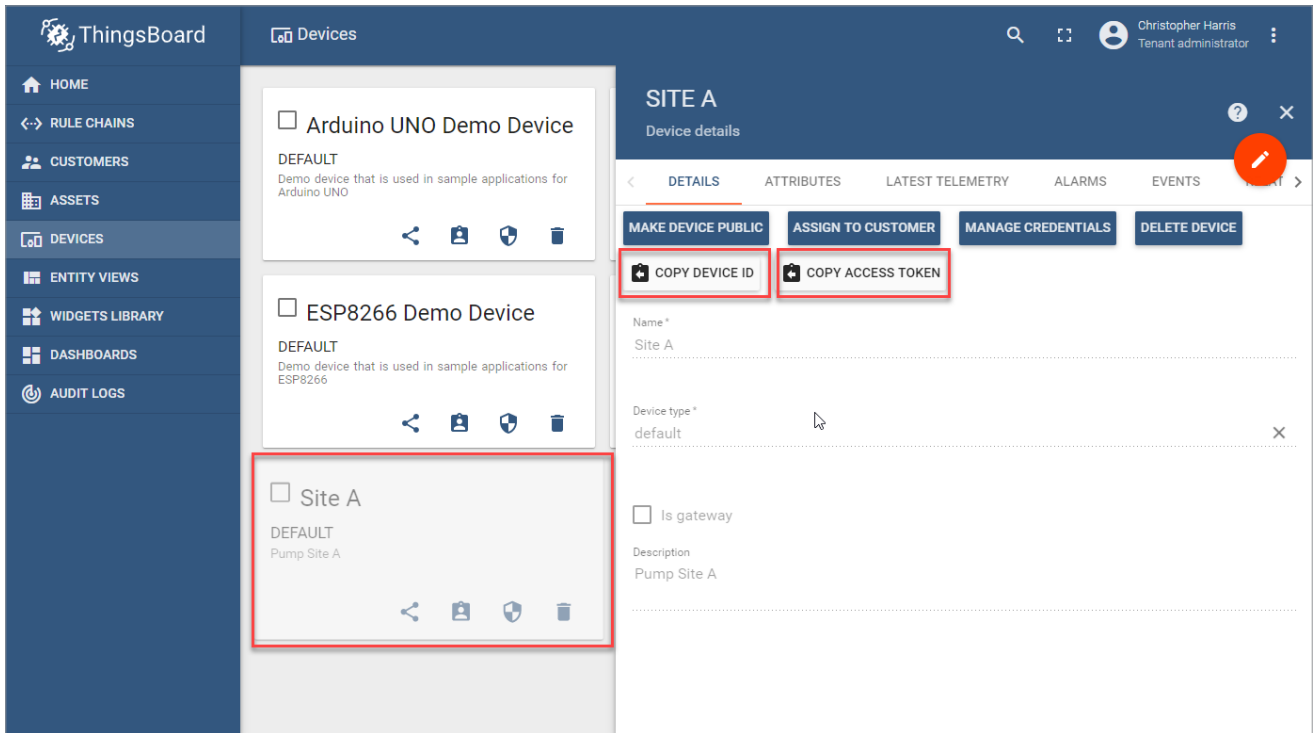 ThingsBoard
Devices
Christopher Harris
Tenant administrator
HOME
RULE CHAINS
CUSTOMERS
ASSETS
DEVICES
ENTITY VIEWS
WIDGETS LIBRARY
DASHBOARDS
AUDIT LOGS
Arduino UNO Demo Device
DEFAULT
Demo device that is used in sample applications for
Arduino UNO
ESP8266 Demo Device
DEFAULT
Demo device that is used in sample applications for
ESP8266
Site A
DEFAULT
Pump Site A
SITE A
Device details
DETAILS ATTRIBUTES LATEST TELEMETRY ALARMS EVENTS
MAKE DEVICE PUBLIC ASSIGN TO CUSTOMER MANAGE CREDENTIALS DELETE DEVICE
COPY DEVICE ID COPY ACCESS TOKEN
Name *
Site A
Device type *
default
Is gateway
Description
Pump Site A